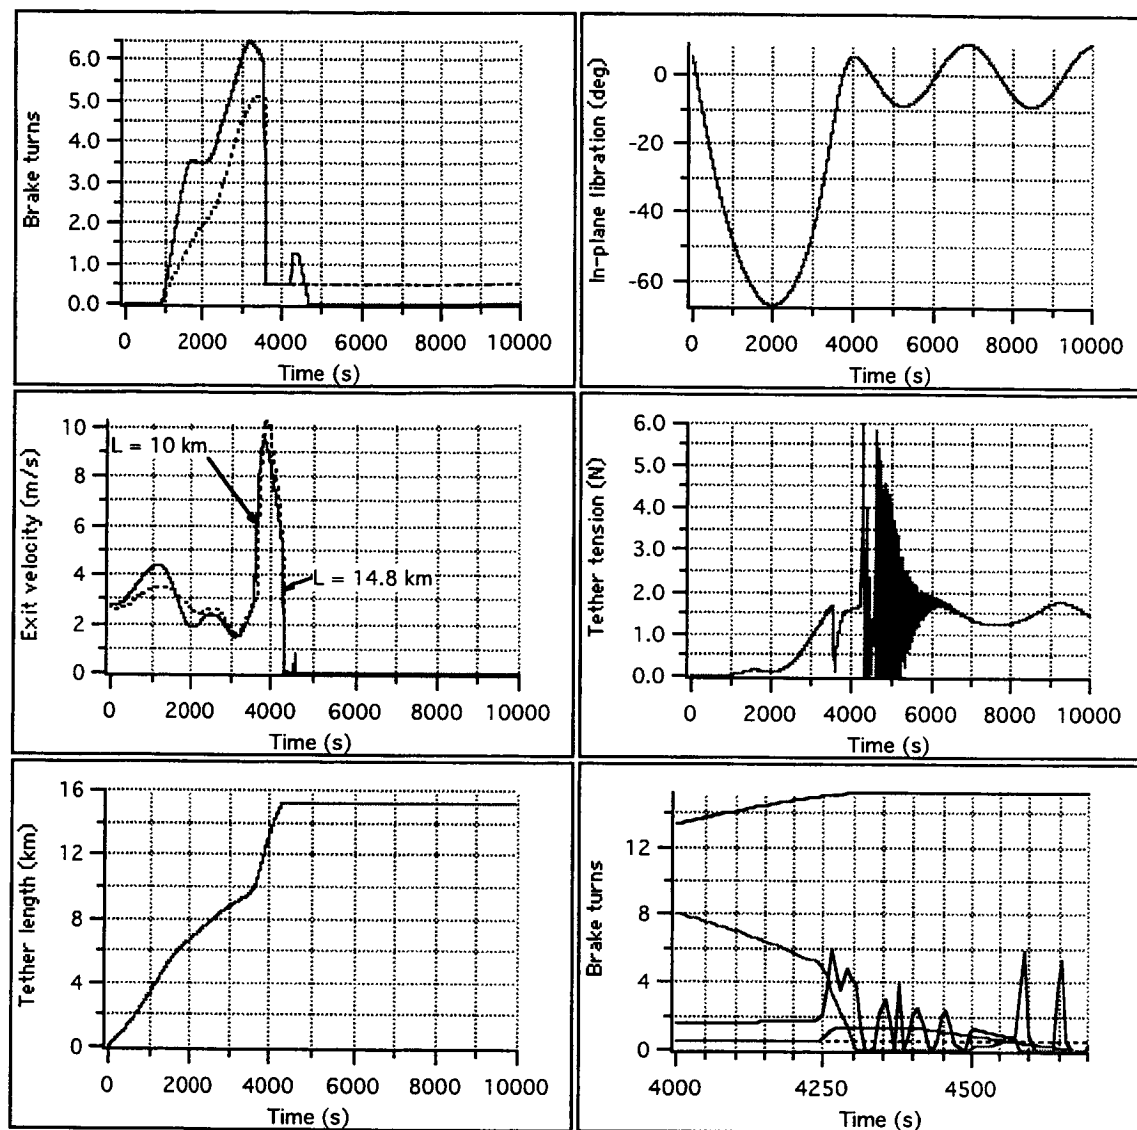 Brake turns
6.0
5.0
4.0
3.0
2.0
1.0
0.0
0 2000 4000 6000 8000 10000
Time (s)
In-plane libration (deg)
0
-20
-40
-60
0 2000 4000 6000 8000 10000
Time (s)
Exit velocity (m/s)
10
8
6
4
2
0
L = 10 km
L = 14.8 km
0 2000 4000 6000 8000 10000
Time (s)
Tether tension (N)
6.0
5.0
4.0
3.0
2.0
1.0
0.0
0 2000 4000 6000 8000 10000
Time (s)
Tether length (km)
16
12
8
4
0
0 2000 4000 6000 8000 10000
Time (s)
Brake turns
12
8
4
0
4000 4250 4500
Time (s)